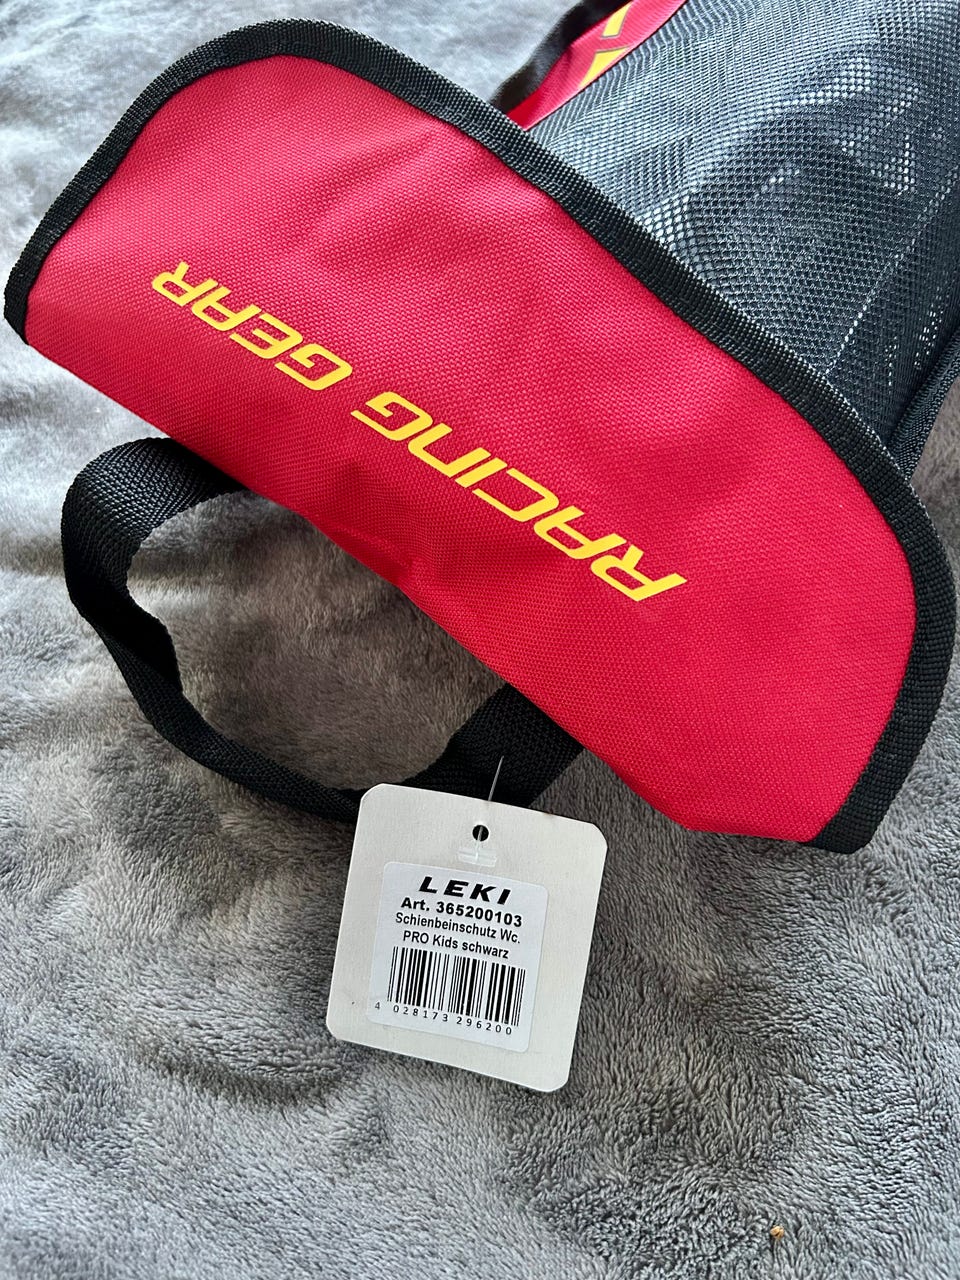 RACING GEAR
LEKI
Art. 365200103
Schienbeinschutz Wc.
PRO Kids schwarz
4 028173 296200